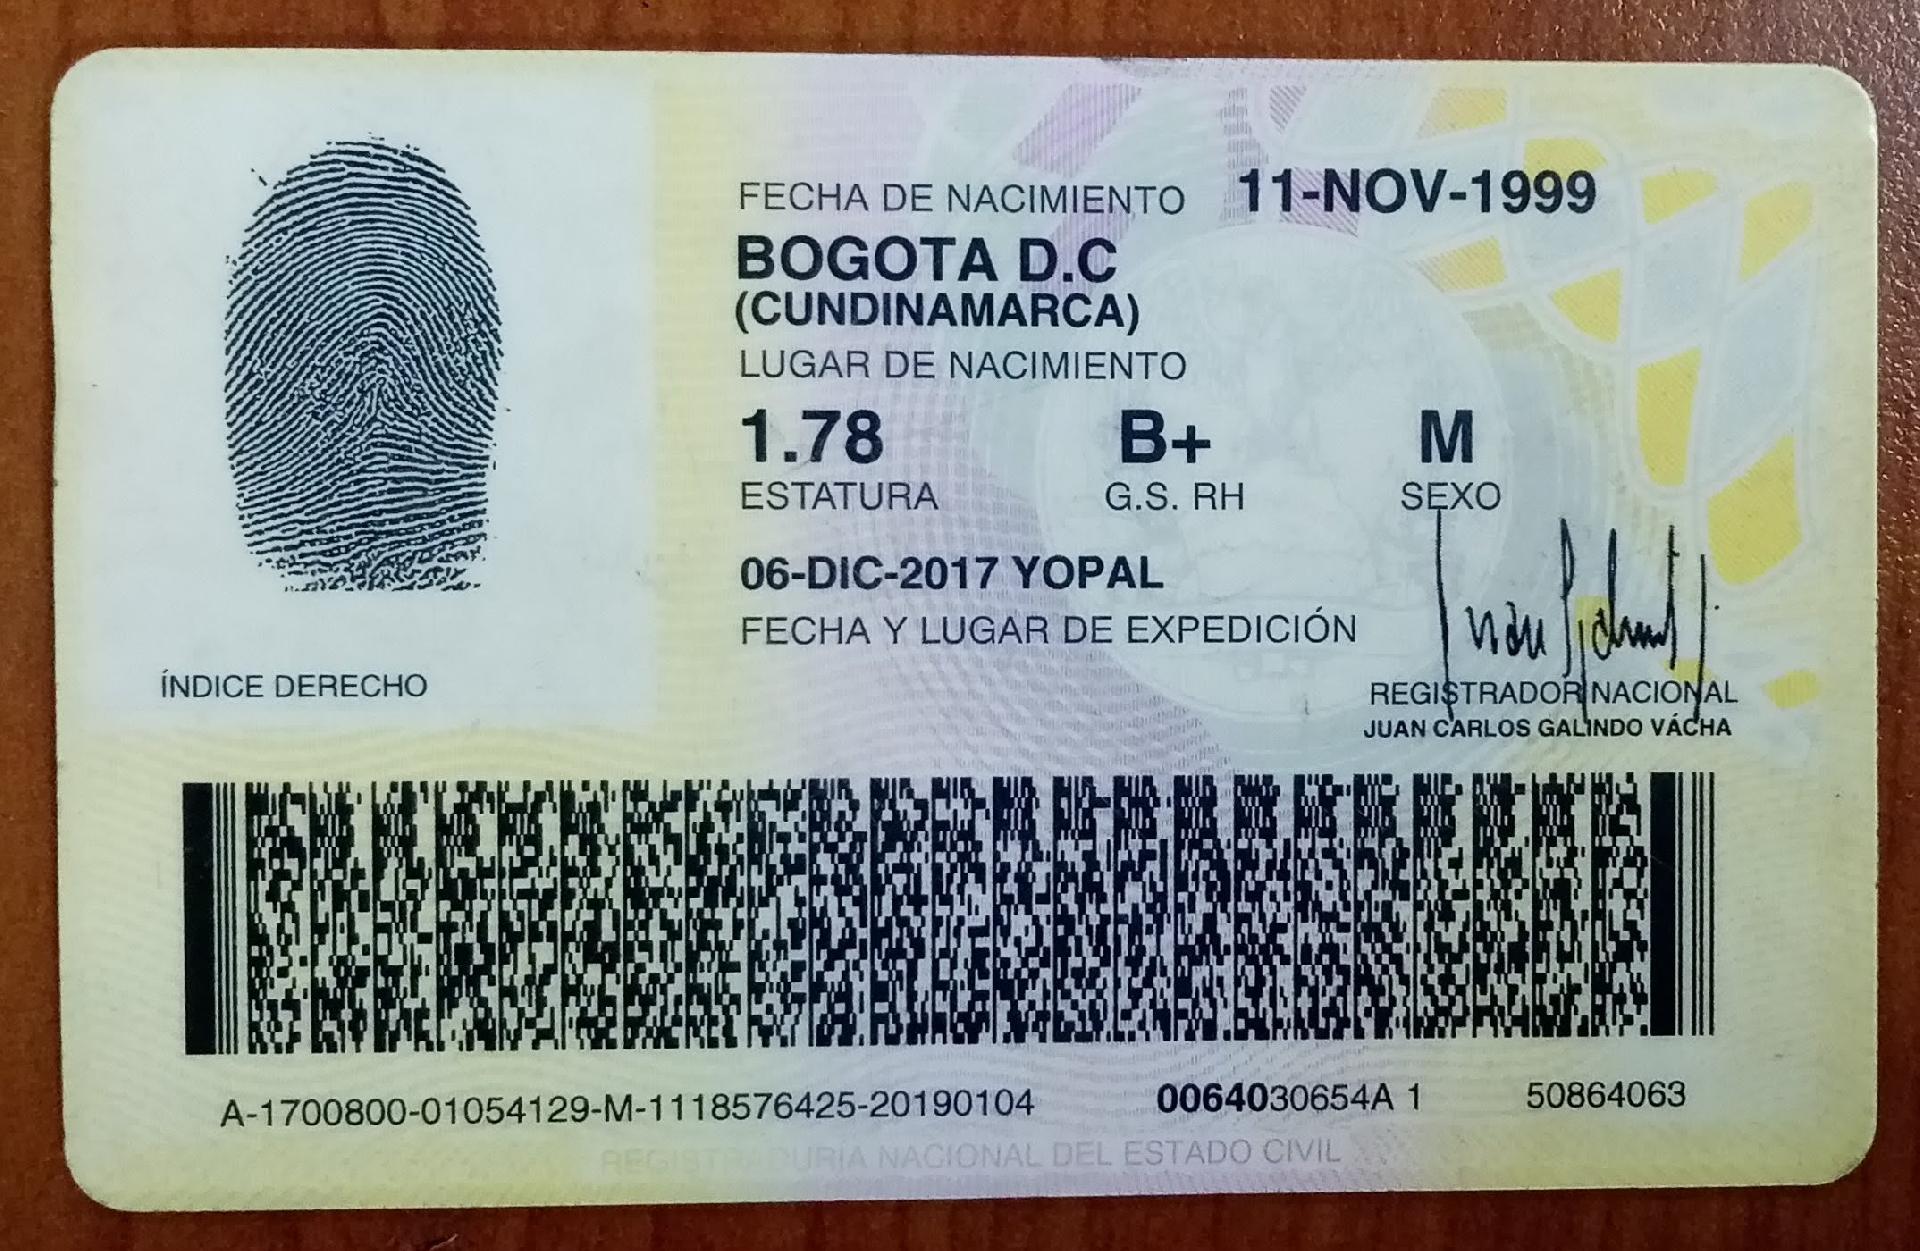 FECHA DE NACIMIENTO 11-NOV-1999
BOGOTA D.C
(CUNDINAMARCA)
LUGAR DE NACIMIENTO
1.78 B+ M
ESTATURA G.S. RH SEXO
06-DIC-2017 YOPAL
FECHA Y LUGAR DE EXPEDICIÓN
ÍNDICE DERECHO
REGISTRADOR NACIONAL
JUAN CARLOS GALINDO VÁCHA
A-1700800-01054129-M-1118576425-20190104 0064030654A 1 50864063
REGISTRADURIA NACIONAL DEL ESTADO CIVIL